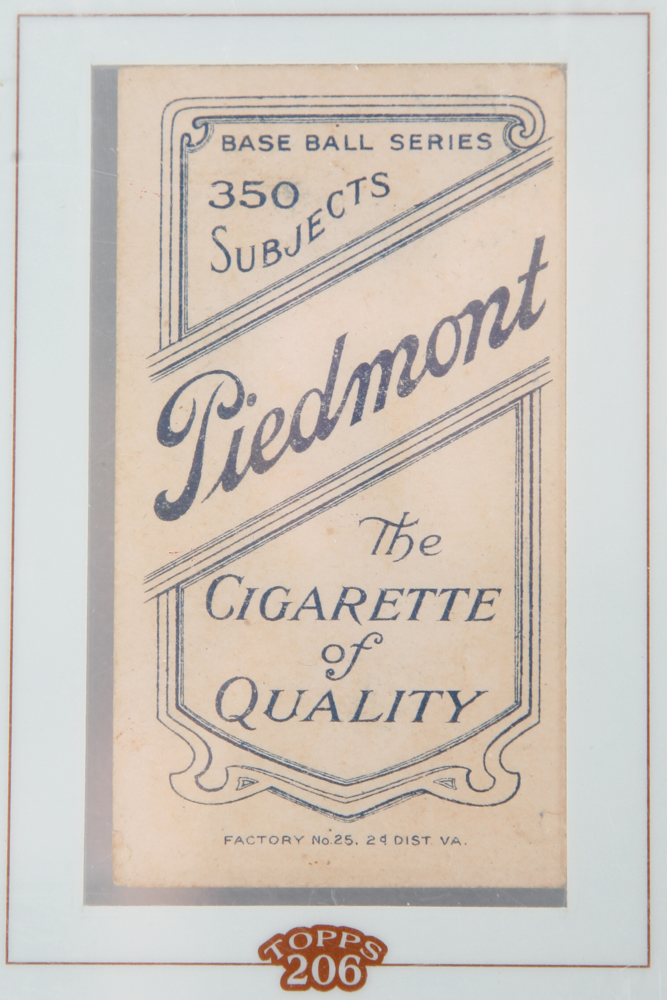 BASE BALL SERIES
350
SUBJECTS
Piedmont
The
CIGARETTE
of
QUALITY
FACTORY No. 25. 2d DIST. VA.
TOPPS
206